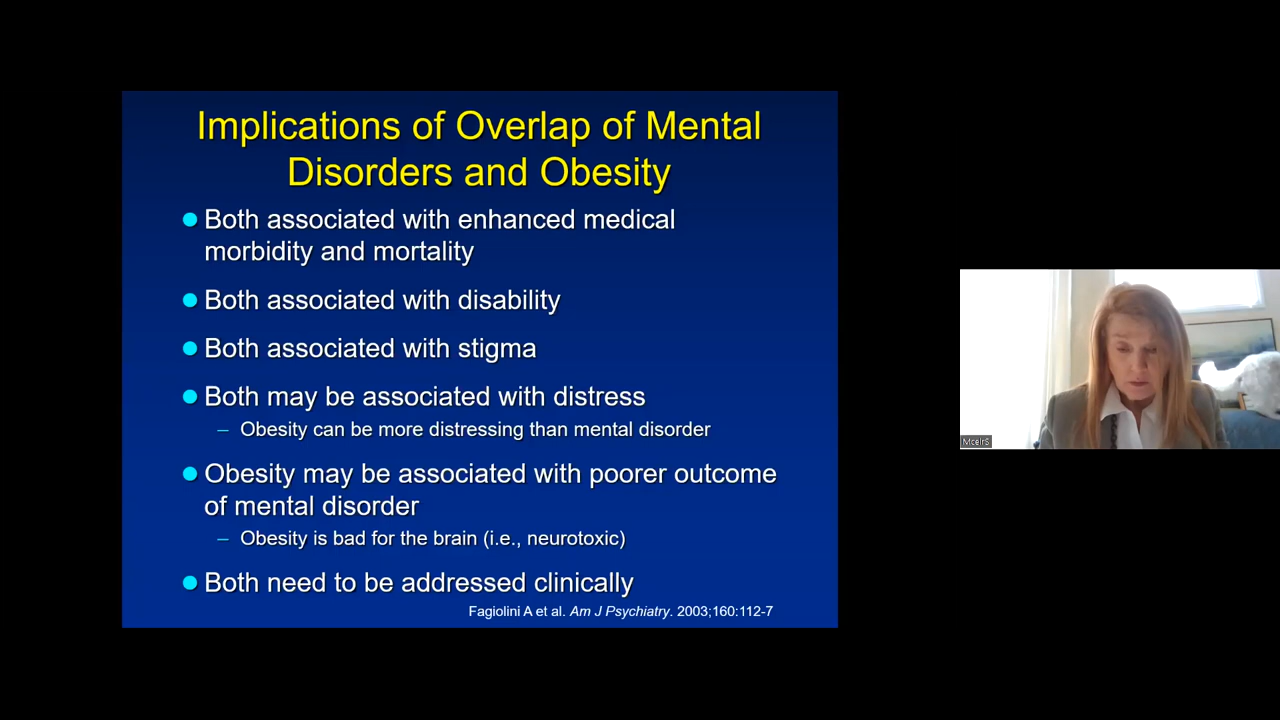 Implications of Overlap of Mental
Disorders and Obesity
Both associated with enhanced medical
morbidity and mortality
Both associated with disability
Both associated with stigma
Both may be associated with distress
– Obesity can be more distressing than mental disorder
Obesity may be associated with poorer outcome
of mental disorder
– Obesity is bad for the brain (i.e., neurotoxic)
Both need to be addressed clinically
Fagiolini A et al. Am J Psychiatry. 2003;160:112-7
McelrS